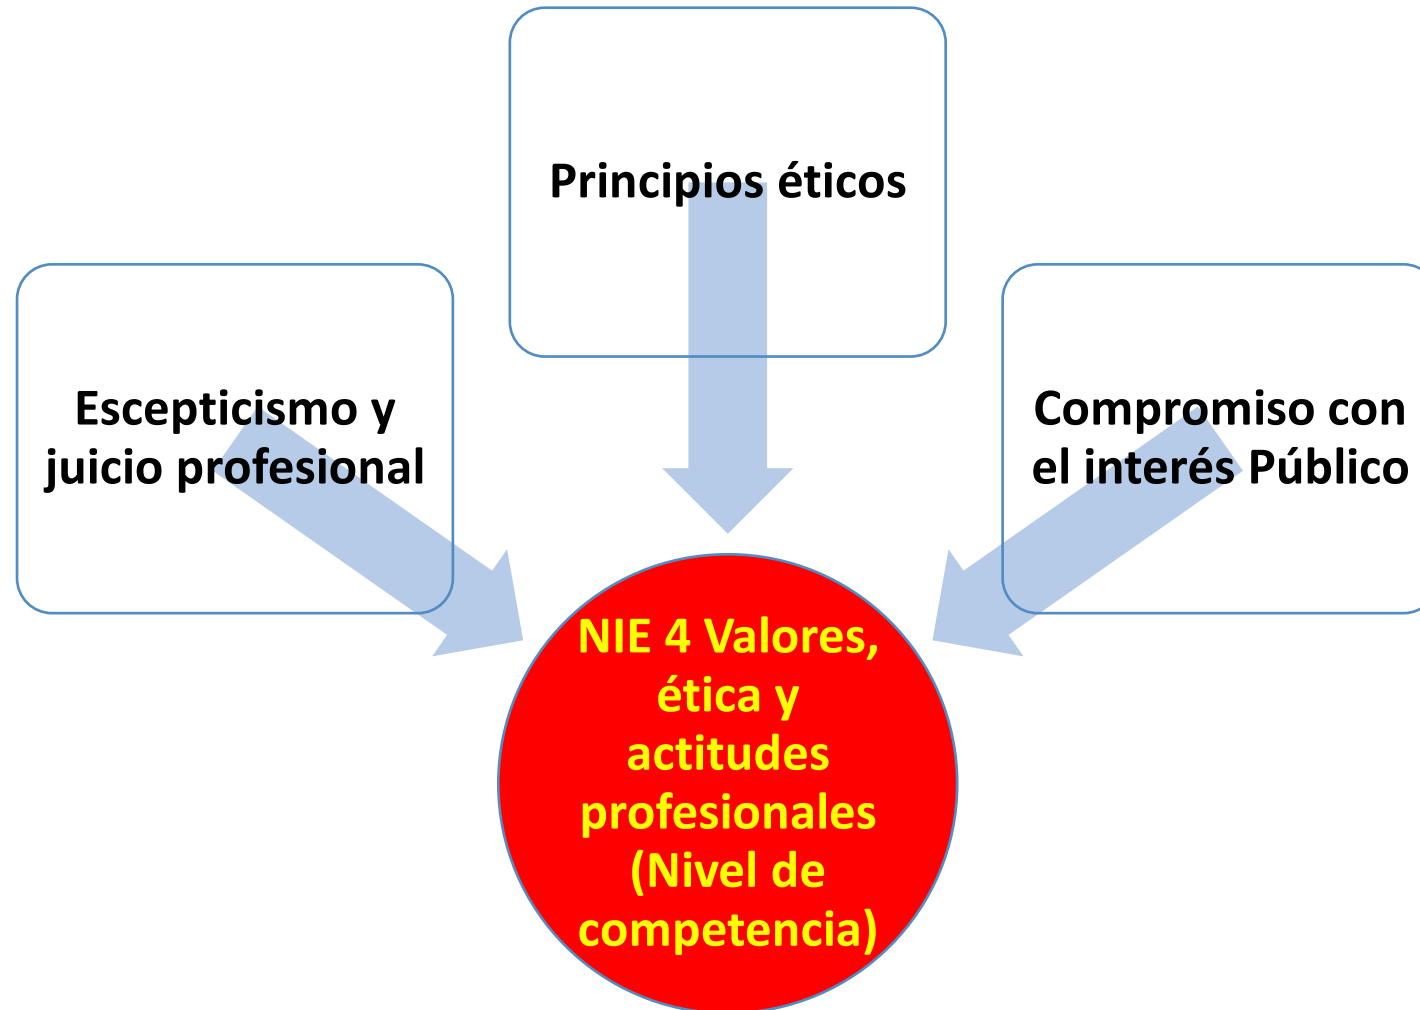 Principios éticos
Escepticismo y
juicio profesional
Compromiso con
el interés Público
NIE 4 Valores,
ética y
actitudes
profesionales
(Nivel de
competencia)